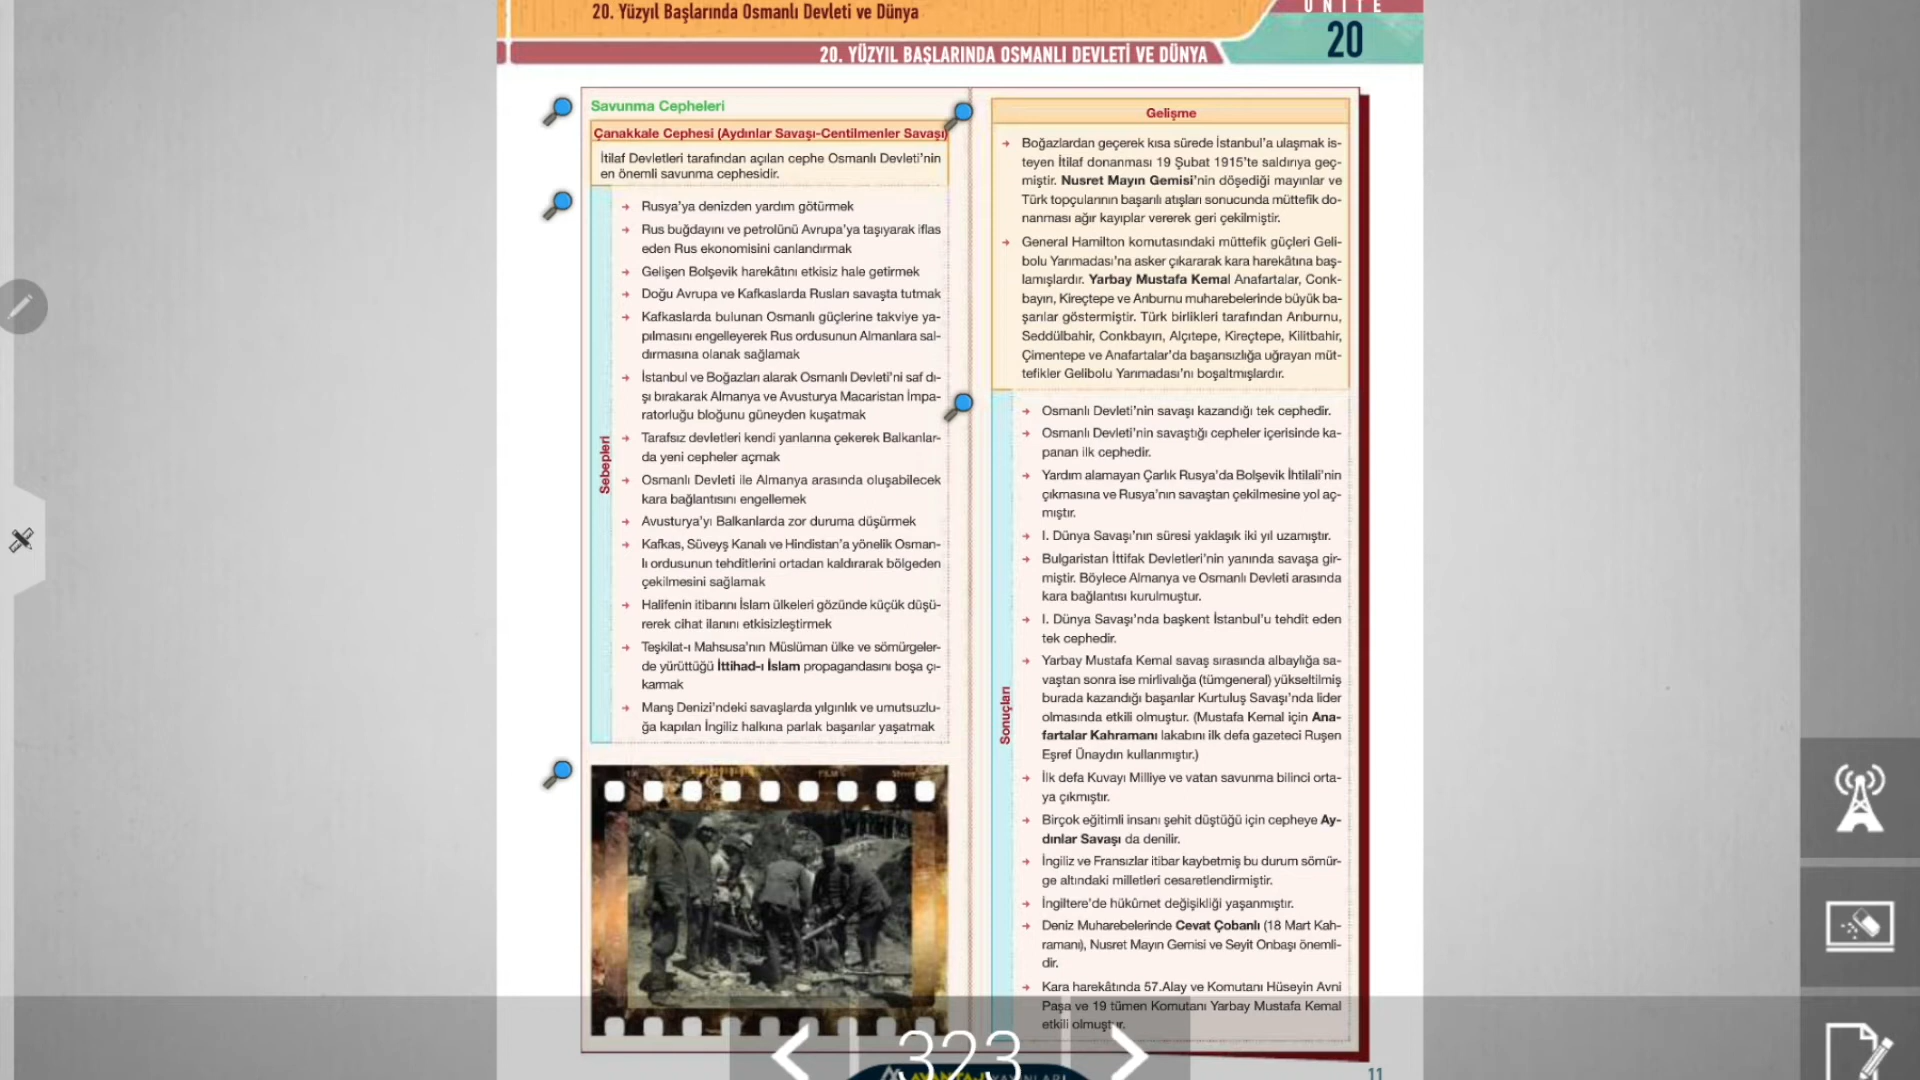 20. Yüzyıl Başlarında Osmanlı Devleti ve Dünya
ÜNİTE
20
20. YÜZYIL BAŞLARINDA OSMANLI DEVLETİ VE DÜNYA
Savunma Cepheleri
Çanakkale Cephesi (Aydınlar Savaşı-Centilmenler Savaşı)
İtilaf Devletleri tarafından açılan cephe Osmanlı Devleti’nin
en önemli savunma cephesidir.
Sebepleri
→ Rusya’ya denizden yardım götürmek
→ Rus buğdayını ve petrolünü Avrupa’ya taşıyarak iflas
eden Rus ekonomisini canlandırmak
→ Gelişen Bolşevik harekâtını etkisiz hale getirmek
→ Doğu Avrupa ve Kafkaslarda Rusları savaşta tutmak
→ Kafkaslarda bulunan Osmanlı güçlerine takviye ya-
pılmasını engelleyerek Rus ordusunun Almanlara sal-
dırmasına olanak sağlamak
→ İstanbul ve Boğazları alarak Osmanlı Devleti’ni saf dı-
şı bırakarak Almanya ve Avusturya Macaristan İmpa-
ratorluğu bloğunu güneyden kuşatmak
→ Tarafsız devletleri kendi yanlarına çekerek Balkanlar-
da yeni cepheler açmak
→ Osmanlı Devleti ile Almanya arasında oluşabilecek
kara bağlantısını engellemek
→ Avusturya’yı Balkanlarda zor duruma düşürmek
→ Kafkas, Süveyş Kanalı ve Hindistan’a yönelik Osman-
lı ordusunun tehditlerini ortadan kaldırarak bölgeden
çekilmesini sağlamak
→ Halifenin itibarını İslam ülkeleri gözünde küçük düşü-
rerek cihat ilanını etkisizleştirmek
→ Teşkilat-ı Mahsusa’nın Müslüman ülke ve sömürgeler-
de yürüttüğü İttihad-ı İslam propagandasını boşa çı-
karmak
→ Manş Denizi’ndeki savaşlarda yılgınlık ve umutsuzlu-
ğa kapılan İngiliz halkına parlak başarılar yaşatmak
Gelişme
→ Boğazlardan geçerek kısa sürede İstanbul’a ulaşmak is-
teyen İtilaf donanması 19 Şubat 1915’te saldırıya geç-
miştir. Nusret Mayın Gemisi’nin döşediği mayınlar ve
Türk topçularının başarılı atışları sonucunda müttefik do-
nanması ağır kayıplar vererek geri çekilmiştir.
→ General Hamilton komutasındaki müttefik güçleri Geli-
bolu Yarımadası’na asker çıkararak kara harekâtına baş-
lamışlardır. Yarbay Mustafa Kemal Anafartalar, Conk-
bayırı, Kireçtepe ve Arıburnu muharebelerinde büyük ba-
şarılar göstermiştir. Türk birlikleri tarafından Arıburnu,
Seddülbahir, Conkbayırı, Alçıtepe, Kireçtepe, Kilitbahir,
Çimentepe ve Anafartalar’da başarısızlığa uğrayan müt-
tefikler Gelibolu Yarımadası’nı boşaltmışlardır.
Sonuçları
→ Osmanlı Devleti’nin savaşı kazandığı tek cephedir.
→ Osmanlı Devleti’nin savaştığı cepheler içerisinde ka-
panan ilk cephedir.
→ Yardım alamayan Çarlık Rusya’da Bolşevik İhtilali’nin
çıkmasına ve Rusya’nın savaştan çekilmesine yol aç-
mıştır.
→ I. Dünya Savaşı’nın süresi yaklaşık iki yıl uzamıştır.
→ Bulgaristan İttifak Devletleri’nin yanında savaşa gir-
miştir. Böylece Almanya ve Osmanlı Devleti arasında
kara bağlantısı kurulmuştur.
→ I. Dünya Savaşı’nda başkent İstanbul’u tehdit eden
tek cephedir.
→ Yarbay Mustafa Kemal savaş sırasında albaylığa sa-
vaştan sonra ise mirlivalığa (tümgeneral) yükseltilmiş
burada kazandığı başarılar Kurtuluş Savaşı’nda lider
olmasında etkili olmuştur. (Mustafa Kemal için Ana-
fartalar Kahramanı lakabını ilk defa gazeteci Ruşen
Eşref Ünaydın kullanmıştır.)
→ İlk defa Kuvayı Milliye ve vatan savunma bilinci orta-
ya çıkmıştır.
→ Birçok eğitimli insanı şehit düştüğü için cepheye Ay-
dınlar Savaşı da denilir.
→ İngiliz ve Fransızlar itibar kaybetmiş bu durum sömür-
ge altındaki milletleri cesaretlendirmiştir.
→ İngiltere’de hükûmet değişikliği yaşanmıştır.
→ Deniz Muharebelerinde Cevat Çobanlı (18 Mart Kah-
ramanı), Nusret Mayın Gemisi ve Seyit Onbaşı önemli-
dir.
→ Kara harekâtında 57.Alay ve Komutanı Hüseyin Avni
Paşa ve 19 tümen Komutanı Yarbay Mustafa Kemal
etkili olmuştur.
323
AVANTAJ YAYINLARI
11